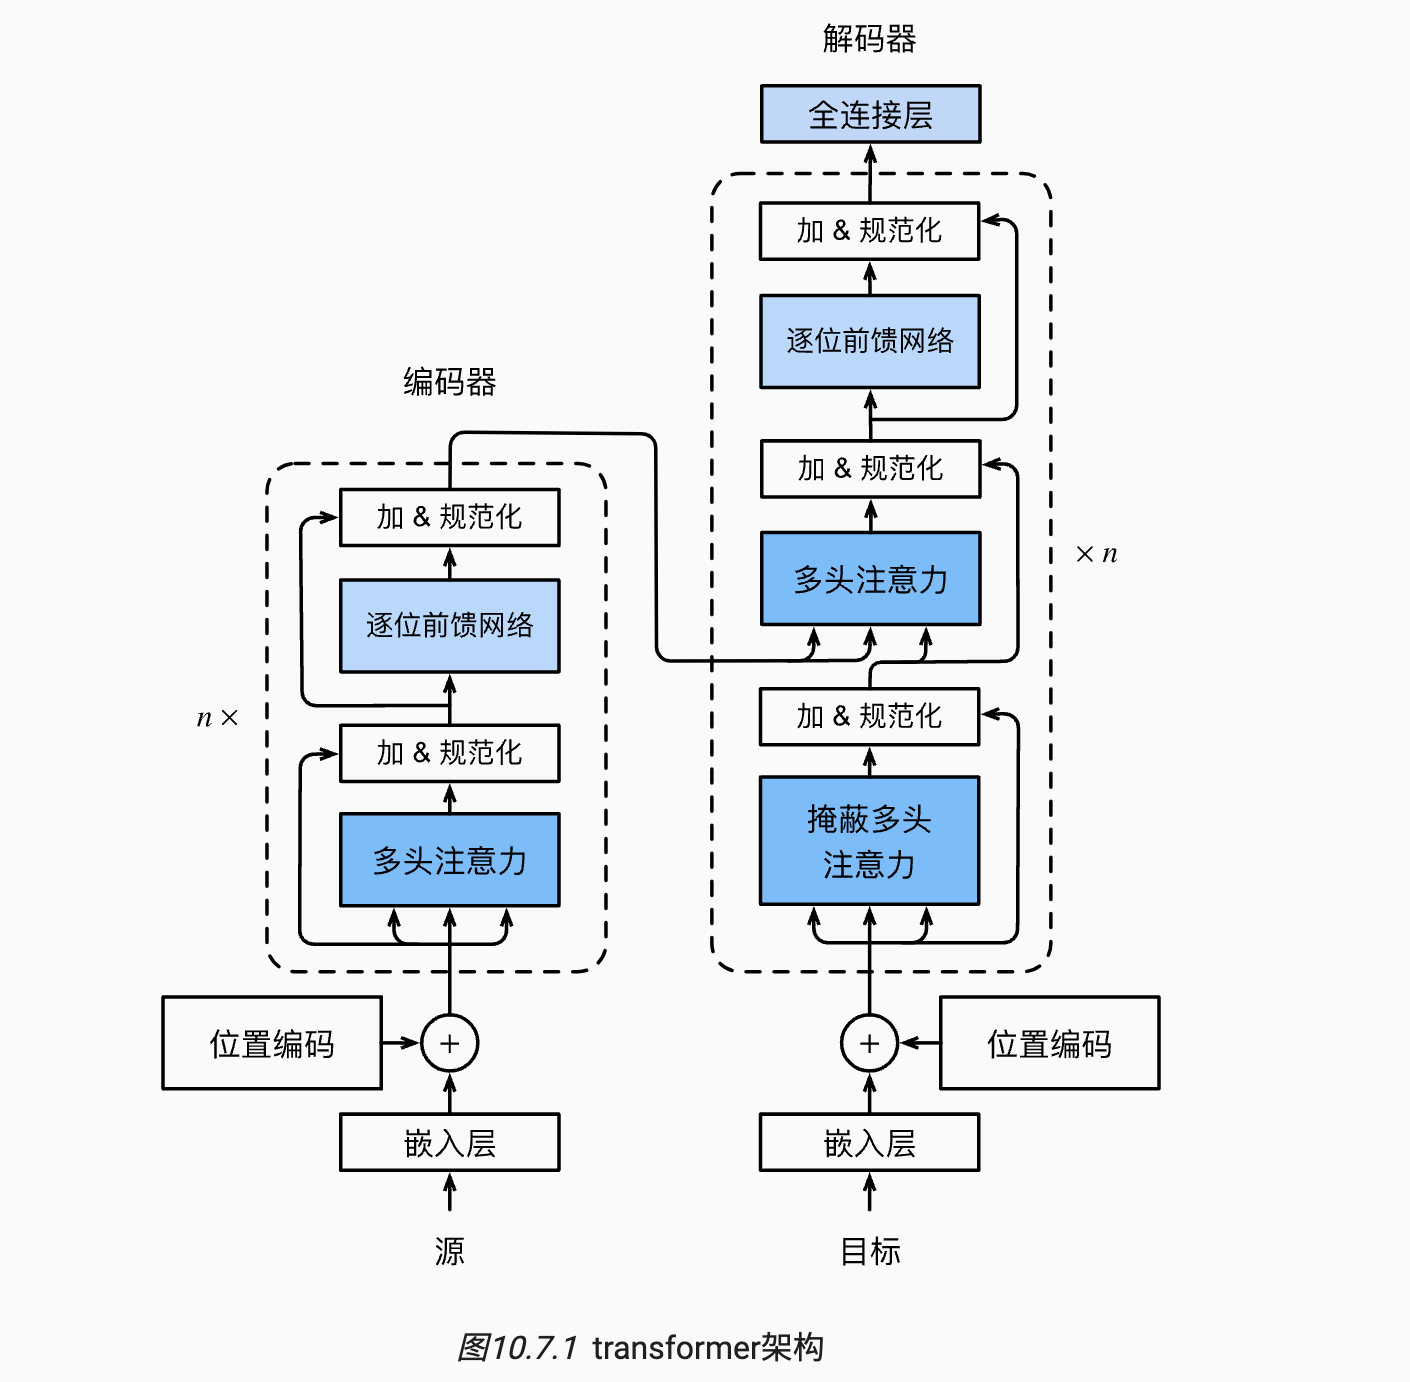 解码器
全连接层
加 & 规范化
逐位前馈网络
加 & 规范化
多头注意力
× n
加 & 规范化
掩蔽多头
注意力
位置编码
+
嵌入层
目标
编码器
加 & 规范化
逐位前馈网络
n ×
加 & 规范化
多头注意力
位置编码
+
嵌入层
源
图10.7.1 transformer架构